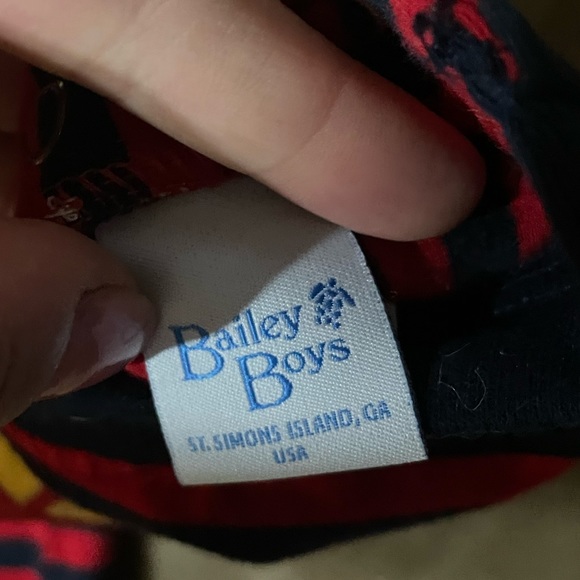 Bailey
Boys
ST. SIMONS ISLAND, GA
USA